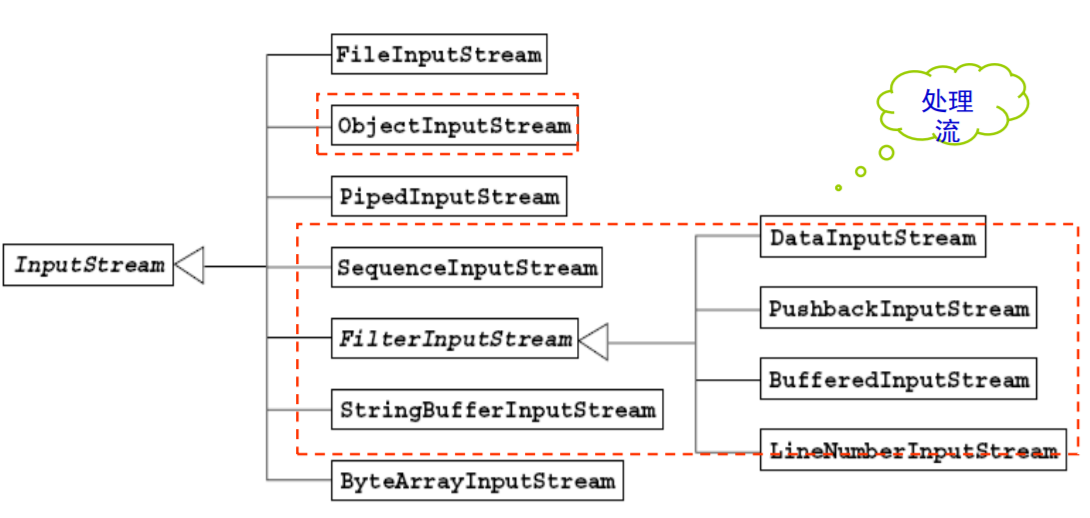 FileInputStream
ObjectInputStream
处理
流
PipedInputStream
DataInputStream
InputStream
SequenceInputStream
PushbackInputStream
FilterInputStream
BufferedInputStream
StringBufferInputStream
LineNumberInputStream
ByteArrayInputStream